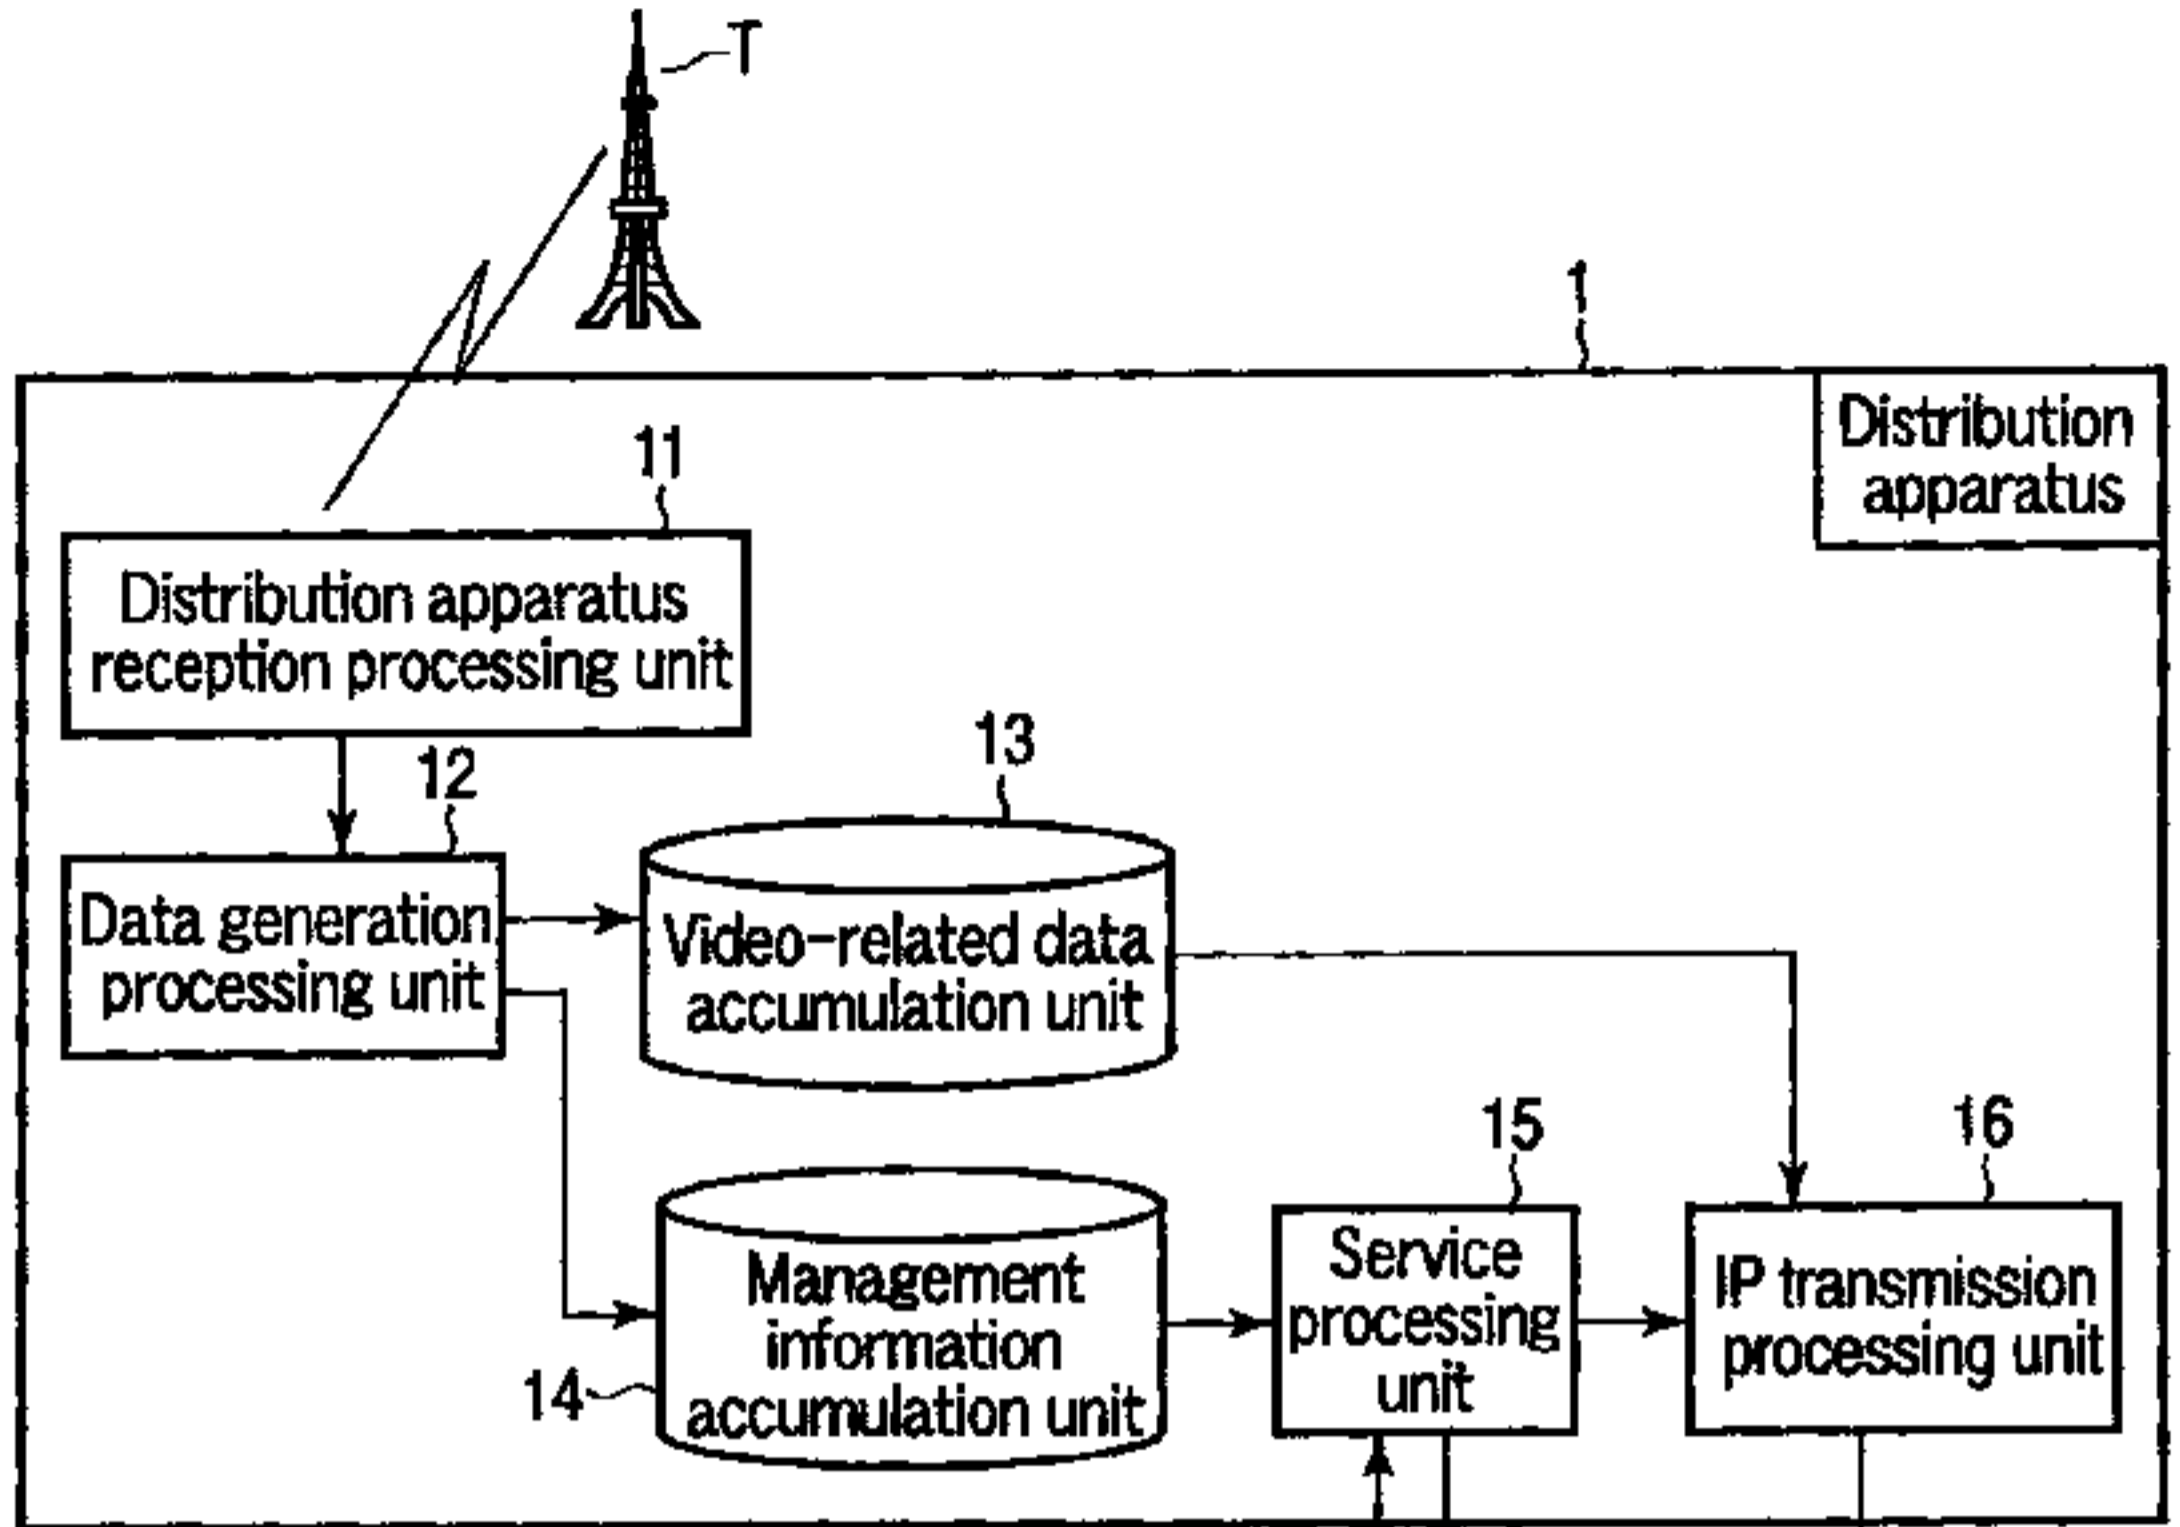 T
1
Distribution
apparatus
11
Distribution apparatus
reception processing unit
12
Data generation
processing unit
13
Video-related data
accumulation unit
14
Management
information
accumulation unit
15
Service
processing
unit
16
IP transmission
processing unit